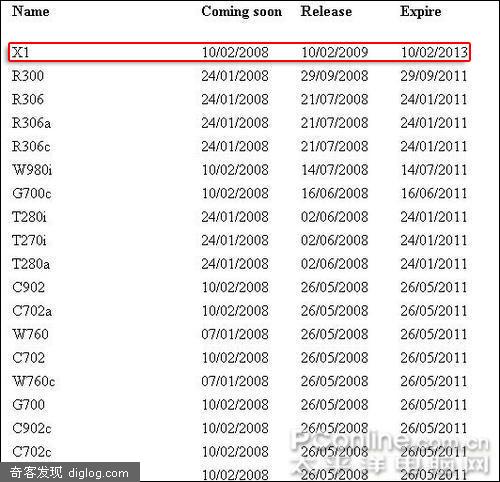 Name Coming soon Release Expire
X1 10/02/2008 10/02/2009 10/02/2013
R300 24/01/2008 29/09/2008 29/09/2011
R306 24/01/2008 21/07/2008 24/01/2011
R306a 24/01/2008 21/07/2008 24/01/2011
R306c 24/01/2008 21/07/2008 24/01/2011
W980i 10/02/2008 14/07/2008 14/07/2011
G700c 10/02/2008 16/06/2008 16/06/2011
T280i 24/01/2008 02/06/2008 24/01/2011
T270i 24/01/2008 02/06/2008 24/01/2011
T280a 24/01/2008 02/06/2008 24/01/2011
C902 10/02/2008 26/05/2008 26/05/2011
C702a 10/02/2008 26/05/2008 26/05/2011
W760 07/01/2008 26/05/2008 26/05/2011
C702 10/02/2008 26/05/2008 26/05/2011
W760c 07/01/2008 26/05/2008 26/05/2011
G700 10/02/2008 26/05/2008 26/05/2011
C902c 10/02/2008 26/05/2008 26/05/2011
C702c 10/02/2008 26/05/2008 26/05/2011
10/02/2008 26/05/2008 26/05/2011
PConline.com.cn
太平洋电脑网
奇客发现 diglog.com